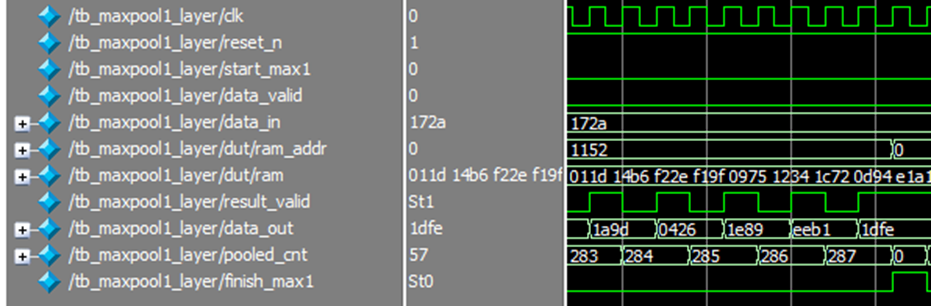 /tb_maxpool1_layer/clk 0
/tb_maxpool1_layer/reset_n 1
/tb_maxpool1_layer/start_max1 0
/tb_maxpool1_layer/data_valid 0
/tb_maxpool1_layer/data_in 172a 172a
/tb_maxpool1_layer/dut/ram_addr 0 1152 0
/tb_maxpool1_layer/dut/ram 011d 14b6 f22e f19f 011d 14b6 f22e f19f 0975 1234 1c72 0d94 e1a1
/tb_maxpool1_layer/result_valid St1
/tb_maxpool1_layer/data_out 1dfe 1a9d 0426 1e89 eeb1 1dfe
/tb_maxpool1_layer/pooled_cnt 57 283 284 285 286 287 0
/tb_maxpool1_layer/finish_max1 St0